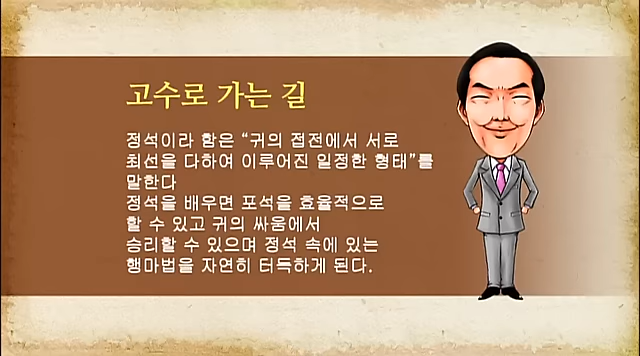 고수로 가는 길
정석이라 함은 “귀의 접전에서 서로
최선을 다하여 이루어진 일정한 형태”를
말한다
정석을 배우면 포석을 효율적으로
할 수 있고 귀의 싸움에서
승리할 수 있으며 정석 속에 있는
행마법을 자연히 터득하게 된다.